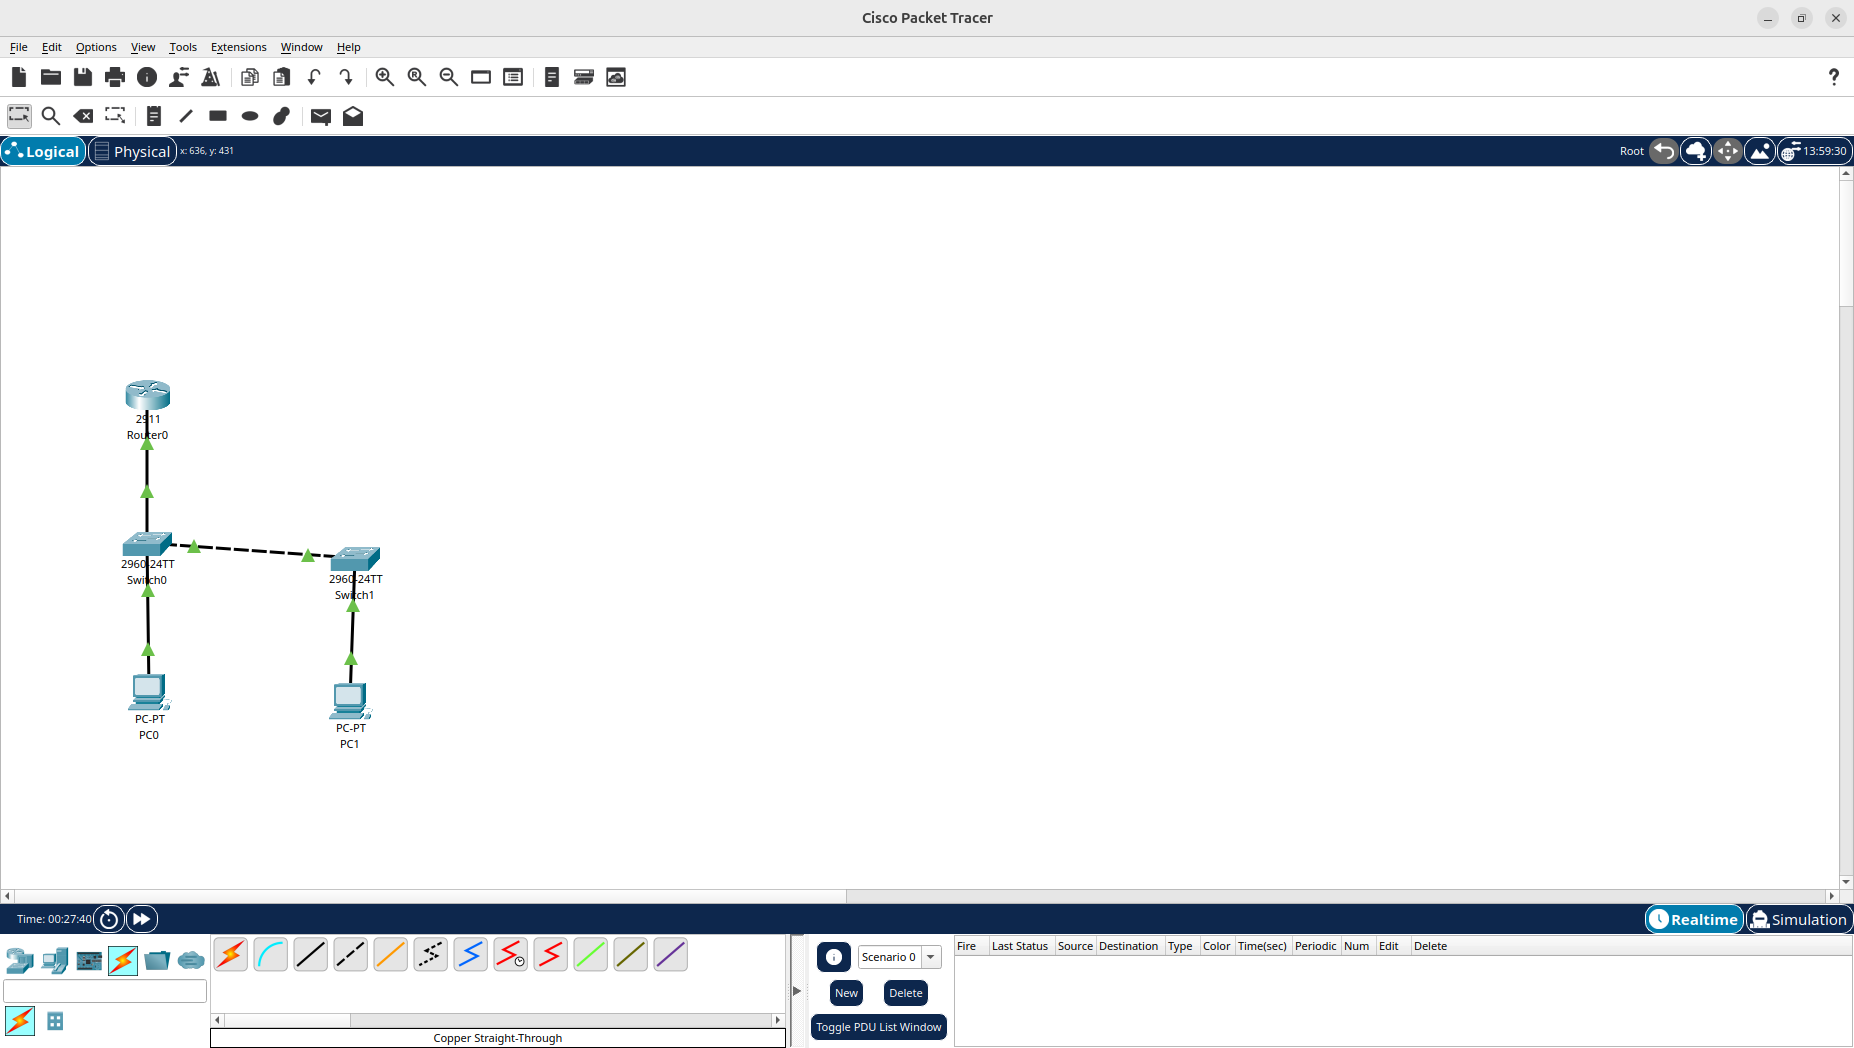 Cisco Packet Tracer
File Edit Options View Tools Extensions Window Help
?
Logical Physical x: 636, y: 431 Root 13:59:30
2911
Router0
2960-24TT
Switch0
2960-24TT
Switch1
PC-PT
PC0
PC-PT
PC1
Time: 00:27:40 Realtime Simulation
Fire Last Status Source Destination Type Color Time(sec) Periodic Num Edit Delete
Scenario 0
New Delete
Toggle PDU List Window
Copper Straight-Through